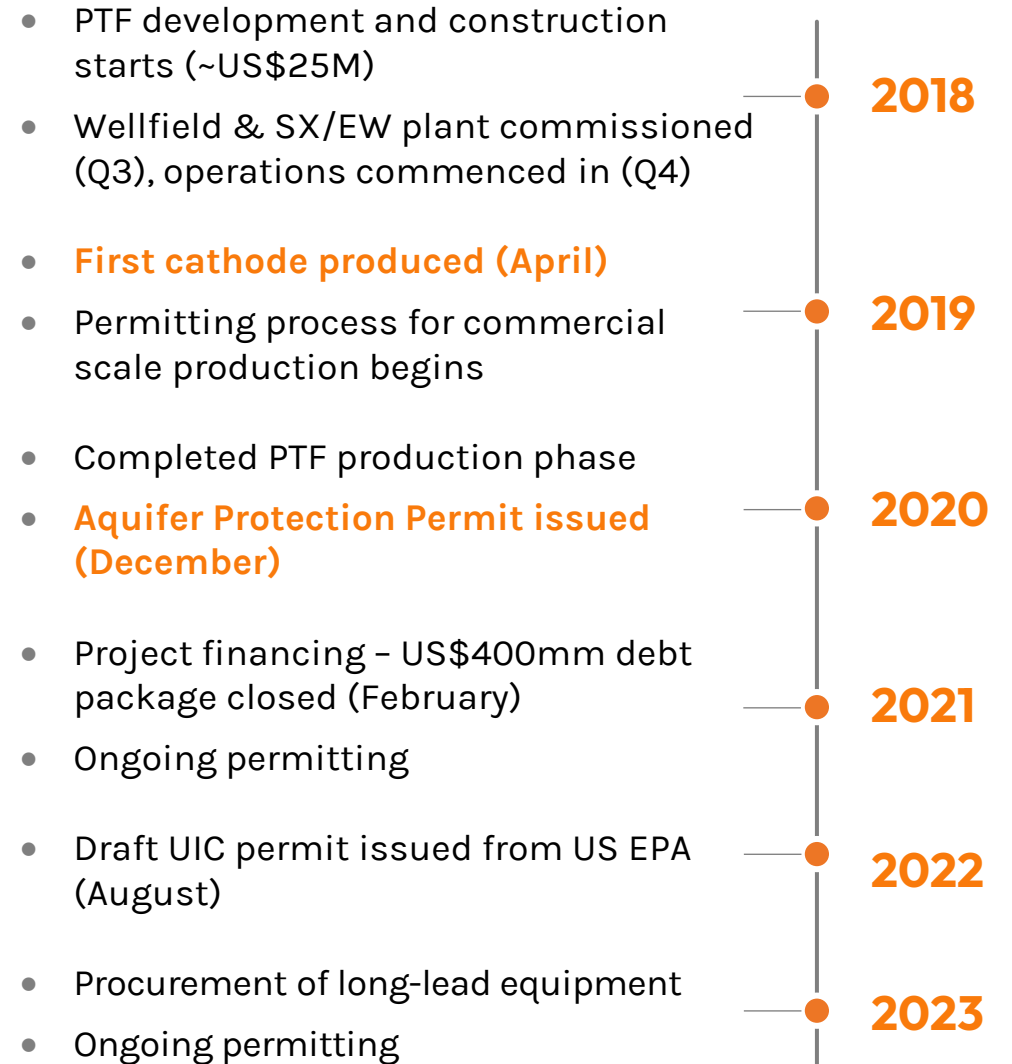 PTF development and construction
starts (~US$25M)
Wellfield & SX/EW plant commissioned
(Q3), operations commenced in (Q4)
2018
First cathode produced (April)
Permitting process for commercial
scale production begins
2019
Completed PTF production phase
Aquifer Protection Permit issued
(December)
2020
Project financing – US$400mm debt
package closed (February)
Ongoing permitting
2021
Draft UIC permit issued from US EPA
(August)
2022
Procurement of long-lead equipment
Ongoing permitting
2023